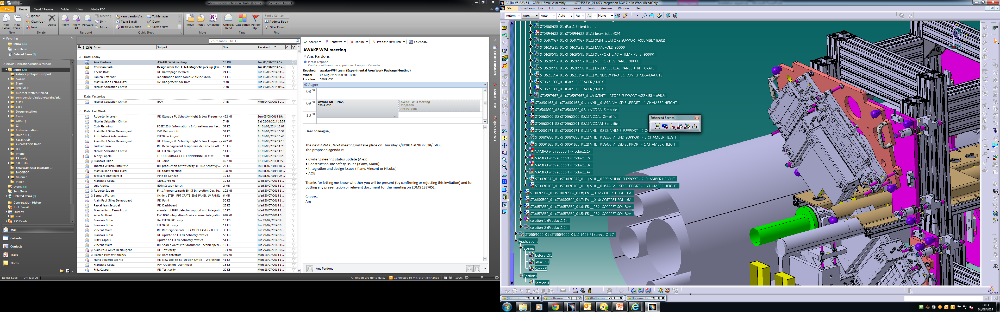 Inbox - nicolas.sebastien.chritin@cern.ch - Microsoft Outlook
File Home Send / Receive Folder View Adobe PDF
New E-mail
New Items
Ignore
Clean Up
Junk
Delete
Reply
Reply All
Forward
Meeting
IM
More
cern pension/m...
Team E-mail
Reply & Delete
To Manager
Done
Create New
Move
Rules
OneNote
Unread/ Read
Categorize
Follow Up
Find a Contact
Address Book
Filter E-mail
New Delete Respond Quick Steps Move Tags Find
Favorites
Inbox (26)
Sent Items
Deleted Items (8)
nicolas.sebastien.chritin@cern.ch
Inbox (26)
Astuces pratiques support
Awake
Biere
BOOSTER
Buncher Steffen/Ahmed
cern pension/maladie/salaire/ert...
CLIC1
CTF3
Documentation
Elena
GRACQ
IC
Instrumentation
Isolde RFQ
Kayak club
kNOWLEDGE BASE
LHC
Phone
PS cavity
SKI CLUB
Smarteam User Interface (1)
TAC/NTOF
trainnee
Victor
Drafts [55]
Sent Items
Deleted Items (8)
Conversation History
Junk E-mail
Outbox
mail
RSS Feeds
Mail
Calendar
Contacts
Tasks
Notes
Items: 5,026 Unread: 26
Search Inbox (Ctrl+E)
From Subject Size Received C...
Date: Today
Ans Pardons AWAKE WP4 meeting 15 KB Tue 05/08/2014 12...
Christian Carli Design work for ELENA Magnetic pick-up [Fw... 13 KB Tue 05/08/2014 12...
Cecilia Rossi RE: Rattrapage mercredi 24 KB Tue 05/08/2014 11:...
Fabien Cottenot modification bride conique pleine Ø206 11 KB Tue 05/08/2014 11:...
Massimiliano Ferro-Luzzi Re: Rangement doc BGV 9 KB Tue 05/08/2014 10:...
Nicolas Sebastien Chritin 7 KB Tue 05/08/2014 04:...
Date: Yesterday
Nicolas Sebastien Chritin BGV 7 KB Mon 04/08/2014 2...
Date: Last Week
Roberto Kersevan RE: Etuvage PU Schottky Hight & Low Frequency 422 KB Sun 03/08/2014 19:...
Nicolas Sebastien Chritin 7 KB Sat 02/08/2014 15:39
Ccrb Planning LD2IC 2014 Information / Informations sur l'ex... 57 KB Fri 01/08/2014 18:07
Alain Paul Gilles Demougeot FW: Belows info 52 KB Fri 01/08/2014 15:52
Antti Juhani Kolehmainen ELENA in August 14 KB Fri 01/08/2014 15:43
Alain Paul Gilles Demougeot RE: Etuvage PU Schottky Hight & Low Frequency 422 KB Fri 01/08/2014 14:10
Ludovic Favre RE: Demenagement temporaire de Fabien Cott... 15 KB Fri 01/08/2014 11:26
Nicolas Sebastien Chritin RE: ELENA reports 11 KB Fri 01/08/2014 11:18
Teddy Capelli UUUURRRRGGGGEEEENNNNNNNTTTT !!!!!!!! 9 KB Fri 01/08/2014 10:20
Francois Pillon RE: Joint 497 KB Fri 01/08/2014 09:50
Thomas William Birtwistle RE: production of test cavity (ELENA Schottky ... 23 KB Thu 31/07/2014 18:...
Massimiliano Ferro-Luzzi RE: today meeting 128 KB Thu 31/07/2014 10:...
cecilia.rossi@libero.it Fete de Geneve 19 KB Thu 31/07/2014 09:...
Francisco Costa ST0617736_01 10 KB Wed 30/07/2014 1...
Luis Alberty EDM Section lunch 2 MB Wed 30/07/2014 1...
Roberto Saban First Announcement: EN-KT Innovation Day, Tu... 102 KB Wed 30/07/2014 1...
Bernard Florian fichiers STEP - RPT CRATE_BIAS PANEL_LV PANEL 6 MB Wed 30/07/2014 1...
Alain Paul Gilles Demougeot RE: Point 30 KB Wed 30/07/2014 1...
Pascal Jean Secouet RE: Dashboard 26 KB Wed 30/07/2014 1...
Massimiliano Ferro-Luzzi minutes of BGV detector support and integrati... 10 KB Wed 30/07/2014 1...
Yvon Muttoni FW: BGV integration & wire scanner integratio... 628 KB Wed 30/07/2014 0...
Francois Butin Re: ELENA RF cavity 13 KB Tue 29/07/2014 19:...
Francois Butin ELENA RF cavity 11 KB Tue 29/07/2014 16:...
Vincent Maire RE: Renseignements , DECOUPE LASER / JET D'... 36 KB Tue 29/07/2014 16:...
Francois Butin RE: update on ELENA Schottky cavities 58 KB Tue 29/07/2014 16:...
Fritz Caspers update on ELENA Schottky cavities 54 KB Tue 29/07/2014 15:...
Vincent Maire RE: Shared Access for document: Technic speci... 15 KB Tue 29/07/2014 11:...
Alain Paul Gilles Demougeot RE: Test cavity 103 KB Tue 29/07/2014 10:...
Plamen Hristov Hopchev Re: BGV detectors 385 KB Mon 28/07/2014 1...
Nuria Valverde Alonso RE: New Job BE-BI: Design Office + Workshop 41 KB Mon 28/07/2014 1...
Francisco Costa FW: Question "User needs" 15 KB Mon 28/07/2014 1...
Fritz Caspers RE: Test cavity 20 KB Mon 28/07/2014 1...
Accept Tentative Decline Propose New Time Calendar...
AWAKE WP4 meeting
Ans Pardons
Please respond.
Conflicts with another appointment on your Calendar.
Required: awake-WP4team (Experimental Area Work Package Meeting)
When: 07 August 2014 09:00-10:00
Location: 530/R-030
07 August
08 00
09 00
10 00
AWAKE MEETINGS
530-R-030
AWAKE WP4 meeting
530/R-030
Ans Pardons
Dear colleague,
The next AWAKE WP4 meeting will take place on Thursday 7/8/2014 at 9h in 530/R-030.
The proposed agenda is:
• Civil engineering status update (Alex)
• Construction site safety issues (if any, Manu)
• Integration and design issues (if any, Vincent or Nicolas)
• AOB
Thanks for letting me know whether you will be present (by confirming or rejecting this invitation) and for
putting any presentation or relevant document for the meeting on EDMS 1397051.
Cheers,
Ans
Ans Pardons
14:00: CHRISTIANE
Today: 0 Tasks
Quick Contacts
All folders are up to date. Connected to Microsoft Exchange 100%
CATIA V5 R23 64 - CERN : Small Assembly - - - [ST0556334_01 a.03 Integration BGV 7L4 In Work (ReadOnly) ]
Start SmarTeam File Edit View Insert Tools Analyze Window Help
Autom. Auto Auto Auto Aut Aut None
ST0568685_01 (Part1.5) tent frame
ST0594633_01 (ST0594633_01.1) beam tube Ø84
ST0597967_01 (ST0597967_01.1) SCINTILLATORS SUPPORT ASSEMBLY (Ø82)
ST0619213_01 (ST0619213_01.1) MANIFOLD 90000
ST0620593_01 (ST0620593_01.1) SUPPORT BIAS + TEMP Panel_90000
ST0620592_01 (ST0620592_01.1) SUPPORT LV PANEL_90000
ST0620596_01 (ST0620596_01.1) ENSEMBLE BIAS PANEL + RPT CRATE
ST0621194_01 (ST0621194_01.1) WINDOW PROTECTION LHCBGVDA0019
ST0621206_01 (Part1.6) SPACER / JACK
ST0621206_01 (Part1.1) SPACER / JACK
ST0597967_01 (ST0597967_01.2) SCINTILLATORS SUPPORT ASSEMBLY (Ø82)
ST0030163_01 (ST0030163_01.1) VHL__0184A: VHLSD SUPPORT - 1 CHAMBER HEIGHT
ST0563802_02 (ST0563802_02.1) VCDAN-Simplifie
ST0563800_02 (ST0563800_02.1) VCDAL-Simplifie
ST0563801_02 (ST0563801_02.1) VCDAM-Simplifie
ST0030171_01 (ST0030171_01.1) VHL__0213: VHLNE SUPPORT - 2 C
ST0089680_01 (ST0089680_01.1) VHL__0183A: VHLND SUPPORT - 2 CHAMBER HEIGHT
ST0030163_01 (ST0030163_01.2) VHL__0184A: VHLSD SUPPORT - 1 CHAMBER HEIGHT
VAMFQ with support (Product1.1)
VAMFQ with support (Product1.2)
VAMFQ with support (Product1.3)
VAMFQ with support (Product1.4)
ST0030242_01 (ST0030242_01.1) VHL__0225: VHLXC SUPPORT - 2 CHAMBER HEIGHT
ST0030163_01 (ST0030163_01.3) VHL__0184A: VHLSD SUPPORT - 1 CHAMBER HEIGHT
ST0030504_01 (ST0030504_01.8) EVJ__016: COFFRET SOL 16A
ST0030504_01 (ST0030504_01.7) EVJ__016: COFFRET SOL 16A
ST0057852_01 (ST0057852_01.6) EBJ__032: COFFRET SOL 32A
ST0057852_01 (ST0057852_01.5) EBJ__032: COFFRET SOL 32A
solution 1 (Product1.1)
solution 2 (Product1.2)
ST0559020_01 (ST0559020_01.1) 1407 Fil survey C4L7
Applications
Scenes
before LS1
after LS1
Scene.5
Sections
Section.4
Enhanced Scenes
(Bottom-u... (Bottom-u... (Bottom-u... Documents
CATIA
14:14
05/08/2014